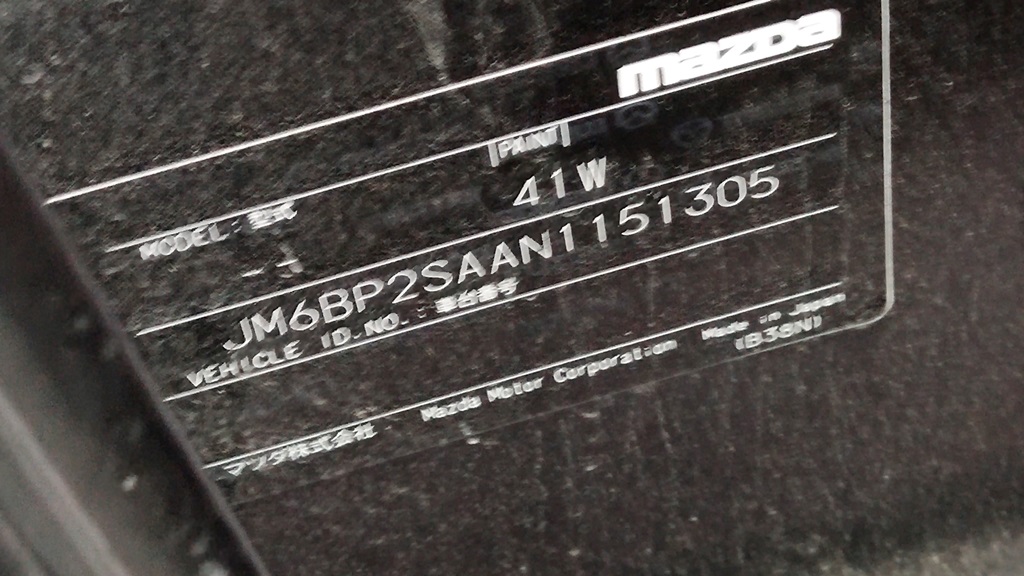 mazda
PAINT
MODEL: 型式
41W
JM6BP2SAAN1151305
VEHICLE ID.NO.: 車台番号
マツダ株式会社 Mazda Motor Corporation Made in Japan
(B38N)